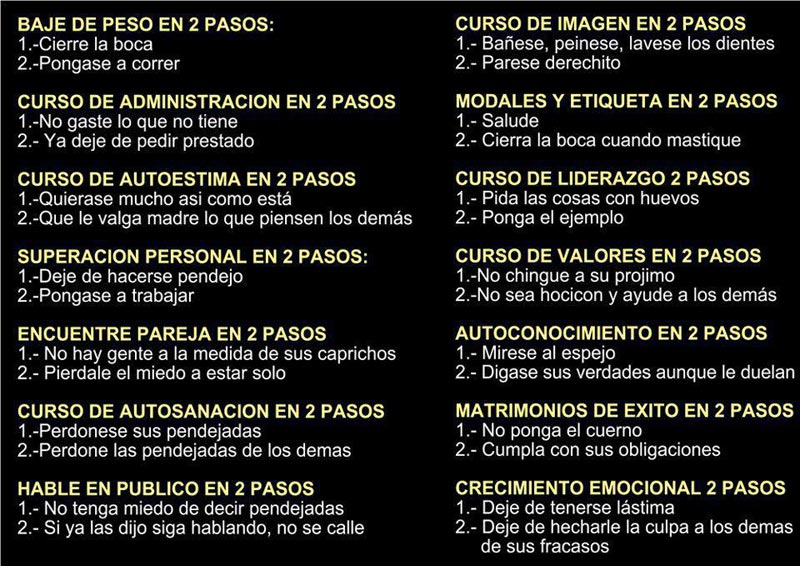 BAJE DE PESO EN 2 PASOS:
1.-Cierre la boca
2.-Pongase a correr
CURSO DE ADMINISTRACION EN 2 PASOS
1.-No gaste lo que no tiene
2.- Ya deje de pedir prestado
CURSO DE AUTOESTIMA EN 2 PASOS
1.-Quierase mucho asi como está
2.-Que le valga madre lo que piensen los demás
SUPERACION PERSONAL EN 2 PASOS:
1.-Deje de hacerse pendejo
2.-Pongase a trabajar
ENCUENTRE PAREJA EN 2 PASOS
1.- No hay gente a la medida de sus caprichos
2.- Pierdale el miedo a estar solo
CURSO DE AUTOSANACION EN 2 PASOS
1.-Perdonese sus pendejadas
2.-Perdone las pendejadas de los demas
HABLE EN PUBLICO EN 2 PASOS
1.- No tenga miedo de decir pendejadas
2.- Si ya las dijo siga hablando, no se calle
CURSO DE IMAGEN EN 2 PASOS
1.- Bañese, peinese, lavese los dientes
2.- Parese derechito
MODALES Y ETIQUETA EN 2 PASOS
1.- Salude
2.- Cierra la boca cuando mastique
CURSO DE LIDERAZGO 2 PASOS
1.- Pida las cosas con huevos
2.- Ponga el ejemplo
CURSO DE VALORES EN 2 PASOS
1.-No chingue a su projimo
2.-No sea hocicon y ayude a los demás
AUTOCONOCIMIENTO EN 2 PASOS
1.- Mirese al espejo
2.- Digase sus verdades aunque le duelan
MATRIMONIOS DE EXITO EN 2 PASOS
1.- No ponga el cuerno
2.- Cumpla con sus obligaciones
CRECIMIENTO EMOCIONAL 2 PASOS
1.- Deje de tenerse lástima
2.- Deje de hecharle la culpa a los demas
de sus fracasos